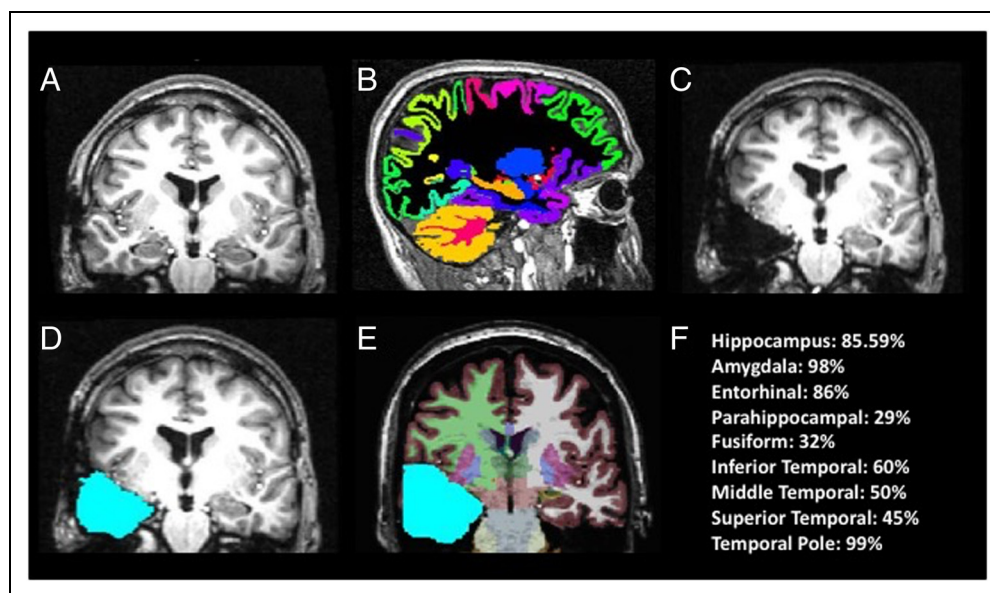 A
B
C
D
E
F
Hippocampus: 85.59%
Amygdala: 98%
Entorhinal: 86%
Parahippocampal: 29%
Fusiform: 32%
Inferior Temporal: 60%
Middle Temporal: 50%
Superior Temporal: 45%
Temporal Pole: 99%